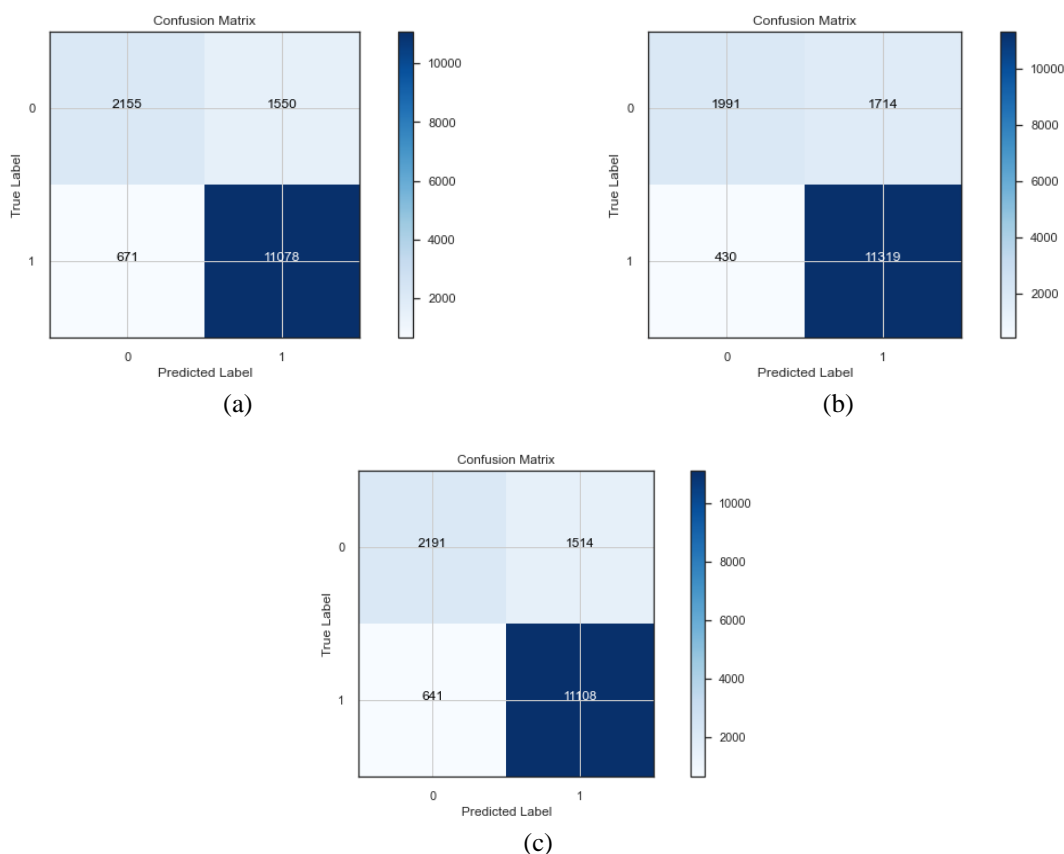 Confusion Matrix
10000
8000
6000
4000
2000
True Label
0
1
2155 1550
671 11078
0 1
Predicted Label
(a)
Confusion Matrix
10000
8000
6000
4000
2000
True Label
0
1
1991 1714
430 11319
0 1
Predicted Label
(b)
Confusion Matrix
10000
8000
6000
4000
2000
True Label
0
1
2191 1514
641 11108
0 1
Predicted Label
(c)